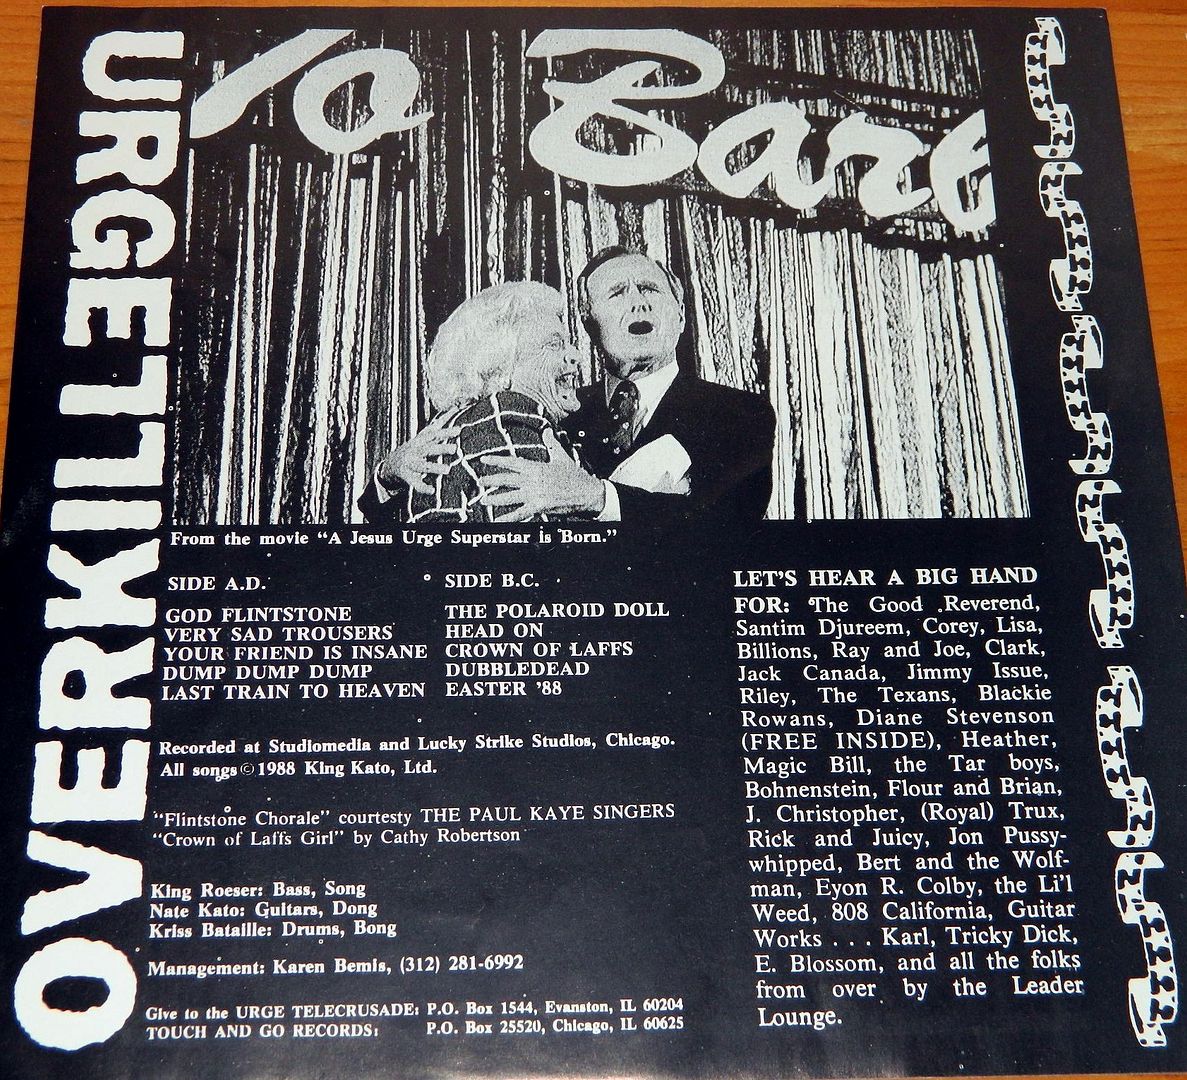 OVERKILL URGE
To Bare
From the movie "A Jesus Urge Superstar is Born."
SIDE A.D.
GOD FLINTSTONE
VERY SAD TROUSERS
YOUR FRIEND IS INSANE
DUMP DUMP DUMP
LAST TRAIN TO HEAVEN
SIDE B.C.
THE POLAROID DOLL
HEAD ON
CROWN OF LAFFS
DUBBLEDEAD
EASTER '88
Recorded at Studiomedia and Lucky Strike Studios, Chicago.
All songs © 1988 King Kato, Ltd.
"Flintstone Chorale" courtesty THE PAUL KAYE SINGERS
"Crown of Laffs Girl" by Cathy Robertson
King Roeser: Bass, Song
Nate Kato: Guitars, Dong
Kriss Bataille: Drums, Bong
Management: Karen Bemis, (312) 281-6992
Give to the URGE TELECRUSADE: P.O. Box 1544, Evanston, IL 60204
TOUCH AND GO RECORDS: P.O. Box 25520, Chicago, IL 60625
LET'S HEAR A BIG HAND
FOR: The Good Reverend,
Santim Djureem, Corey, Lisa,
Billions, Ray and Joe, Clark,
Jack Canada, Jimmy Issue,
Riley, The Texans, Blackie
Rowans, Diane Stevenson
(FREE INSIDE), Heather,
Magic Bill, the Tar boys,
Bohnenstein, Flour and Brian,
J. Christopher, (Royal) Trux,
Rick and Juicy, Jon Pussy-
whipped, Bert and the Wolf-
man, Eyon R. Colby, the Li'l
Weed, 808 California, Guitar
Works . . . Karl, Tricky Dick,
E. Blossom, and all the folks
from over by the Leader
Lounge.